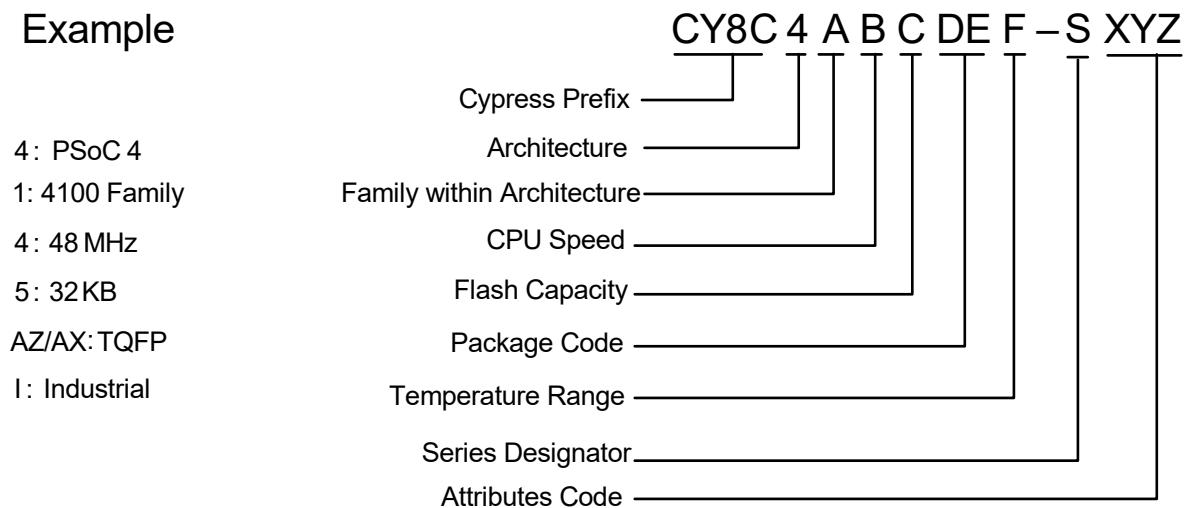 Example CY8C 4 A B C DE F – S XYZ
Cypress Prefix
4: PSoC 4 Architecture
1: 4100 Family Family within Architecture
4: 48 MHz CPU Speed
5: 32 KB Flash Capacity
AZ/AX: TQFP Package Code
I: Industrial Temperature Range
Series Designator
Attributes Code